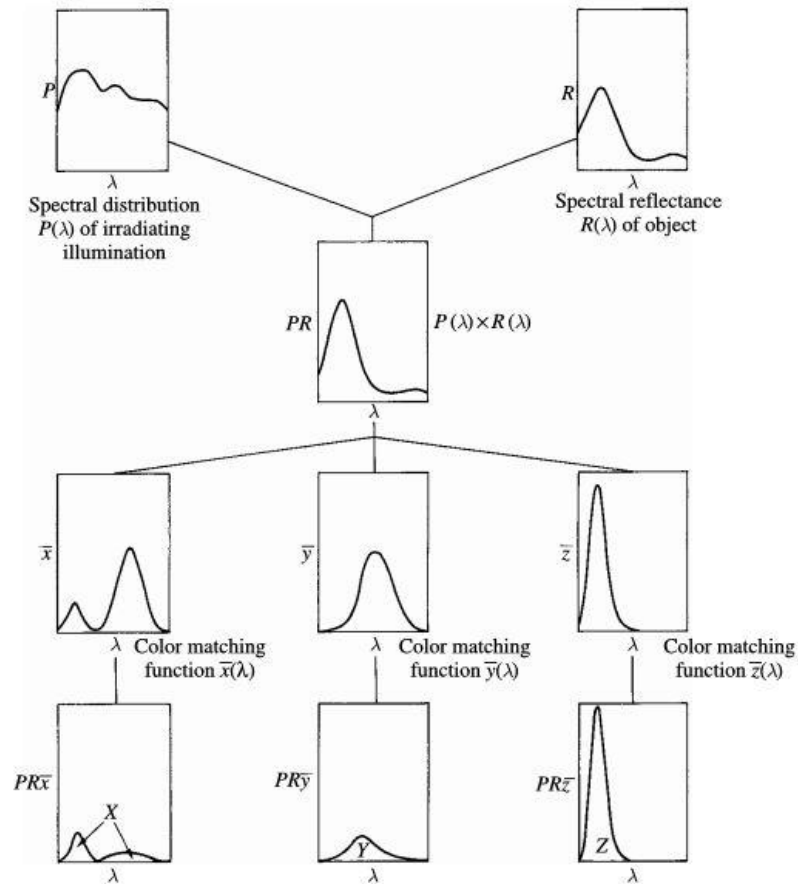 P
λ
Spectral distribution
P(λ) of irradiating
illumination
R
λ
Spectral reflectance
R(λ) of object
PR
P(λ)×R(λ)
λ
x̄
λ
Color matching
function x̄(λ)
ȳ
λ
Color matching
function ȳ(λ)
z̄
λ
Color matching
function z̄(λ)
PRx̄
X
λ
PRȳ
Y
λ
PRz̄
Z
λ